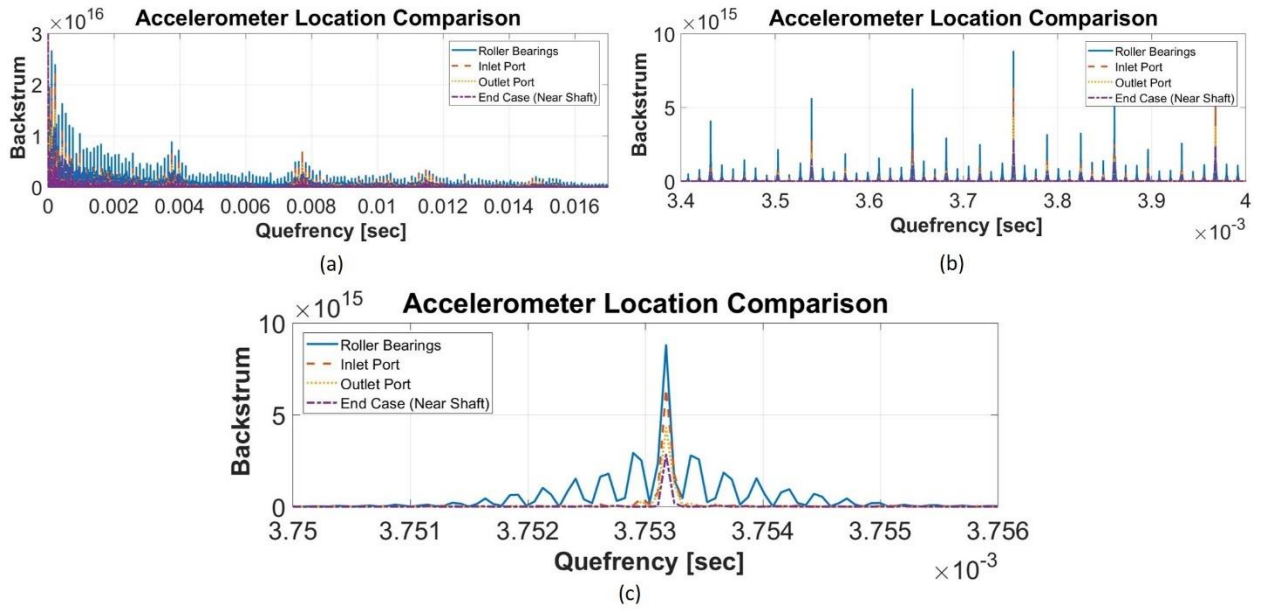 Accelerometer Location Comparison
×10^16
3
2
1
0
Backstrum
Roller Bearings
Inlet Port
Outlet Port
End Case (Near Shaft)
0 0.002 0.004 0.006 0.008 0.01 0.012 0.014 0.016
Quefrency [sec]
(a)
Accelerometer Location Comparison
×10^15
10
5
0
Backstrum
Roller Bearings
Inlet Port
Outlet Port
End Case (Near Shaft)
3.4 3.5 3.6 3.7 3.8 3.9 4
Quefrency [sec]
×10^-3
(b)
Accelerometer Location Comparison
×10^15
10
5
0
Backstrum
Roller Bearings
Inlet Port
Outlet Port
End Case (Near Shaft)
3.75 3.751 3.752 3.753 3.754 3.755 3.756
Quefrency [sec]
×10^-3
(c)